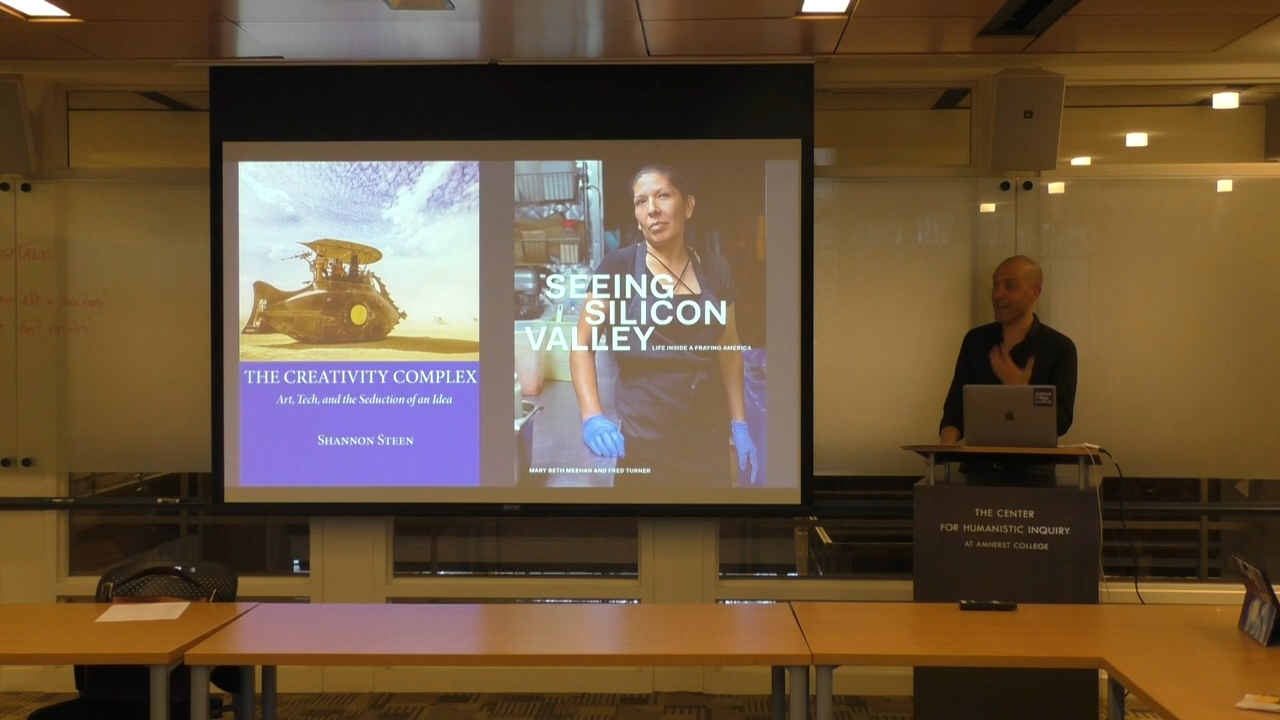 THE CREATIVITY COMPLEX
Art, Tech, and the Seduction of an Idea
SHANNON STEEN
SEEING
SILICON
VALLEY
LIFE INSIDE A FRAYING AMERICA
MARY BETH MEEHAN AND FRED TURNER
THE CENTER
FOR HUMANISTIC INQUIRY
AT AMHERST COLLEGE